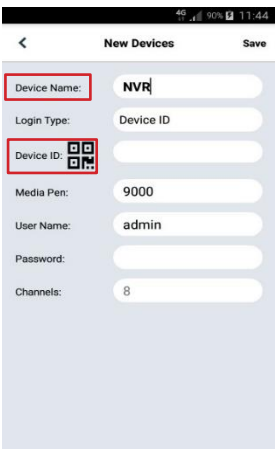 4G 90% 11:44
New Devices Save
Device Name: NVR
Login Type: Device ID
Device ID:
Media Pen: 9000
User Name: admin
Password:
Channels: 8